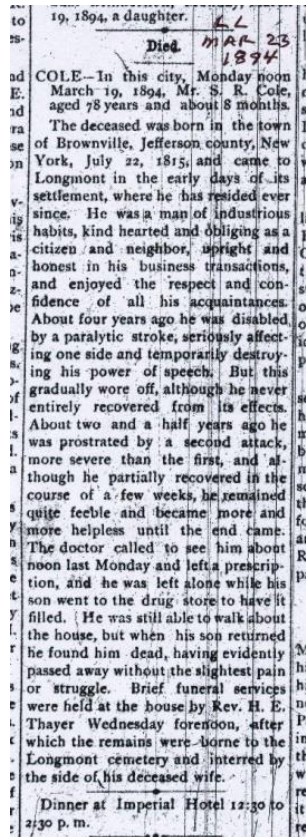 19, 1894, a daughter.
LL
MAR 23
1894
Died.
COLE—In this city, Monday noon
March 19, 1894, Mr. S. R. Cole,
aged 78 years and about 8 months.
The deceased was born in the town
of Brownville, Jefferson county, New
York, July 22, 1815, and came to
Longmont in the early days of its
settlement, where he has resided ever
since. He was a man of industrious
habits, kind hearted and obliging as a
citizen and neighbor, upright and
honest in his business transactions,
and enjoyed the respect and con-
fidence of all his acquaintances.
About four years ago he was disabled
by a paralytic stroke, seriously affect-
ing one side and temporarily destroy-
ing his power of speech. But this
gradually wore off, although he never
entirely recovered from its effects.
About two and a half years ago he
was prostrated by a second attack,
more severe than the first, and al-
though he partially recovered in the
course of a few weeks, he remained
quite feeble and became more and
more helpless until the end came.
The doctor called to see him about
noon last Monday and left a prescrip-
tion, and he was left alone while his
son went to the drug store to have it
filled. He was still able to walk about
the house, but when his son returned
he found him dead, having evidently
passed away without the slightest pain
or struggle. Brief funeral services
were held at the house by Rev. H. E.
Thayer Wednesday forenoon, after
which the remains were borne to the
Longmont cemetery and interred by
the side of his deceased wife.
Dinner at Imperial Hotel 12:30 to
2:30 p. m.